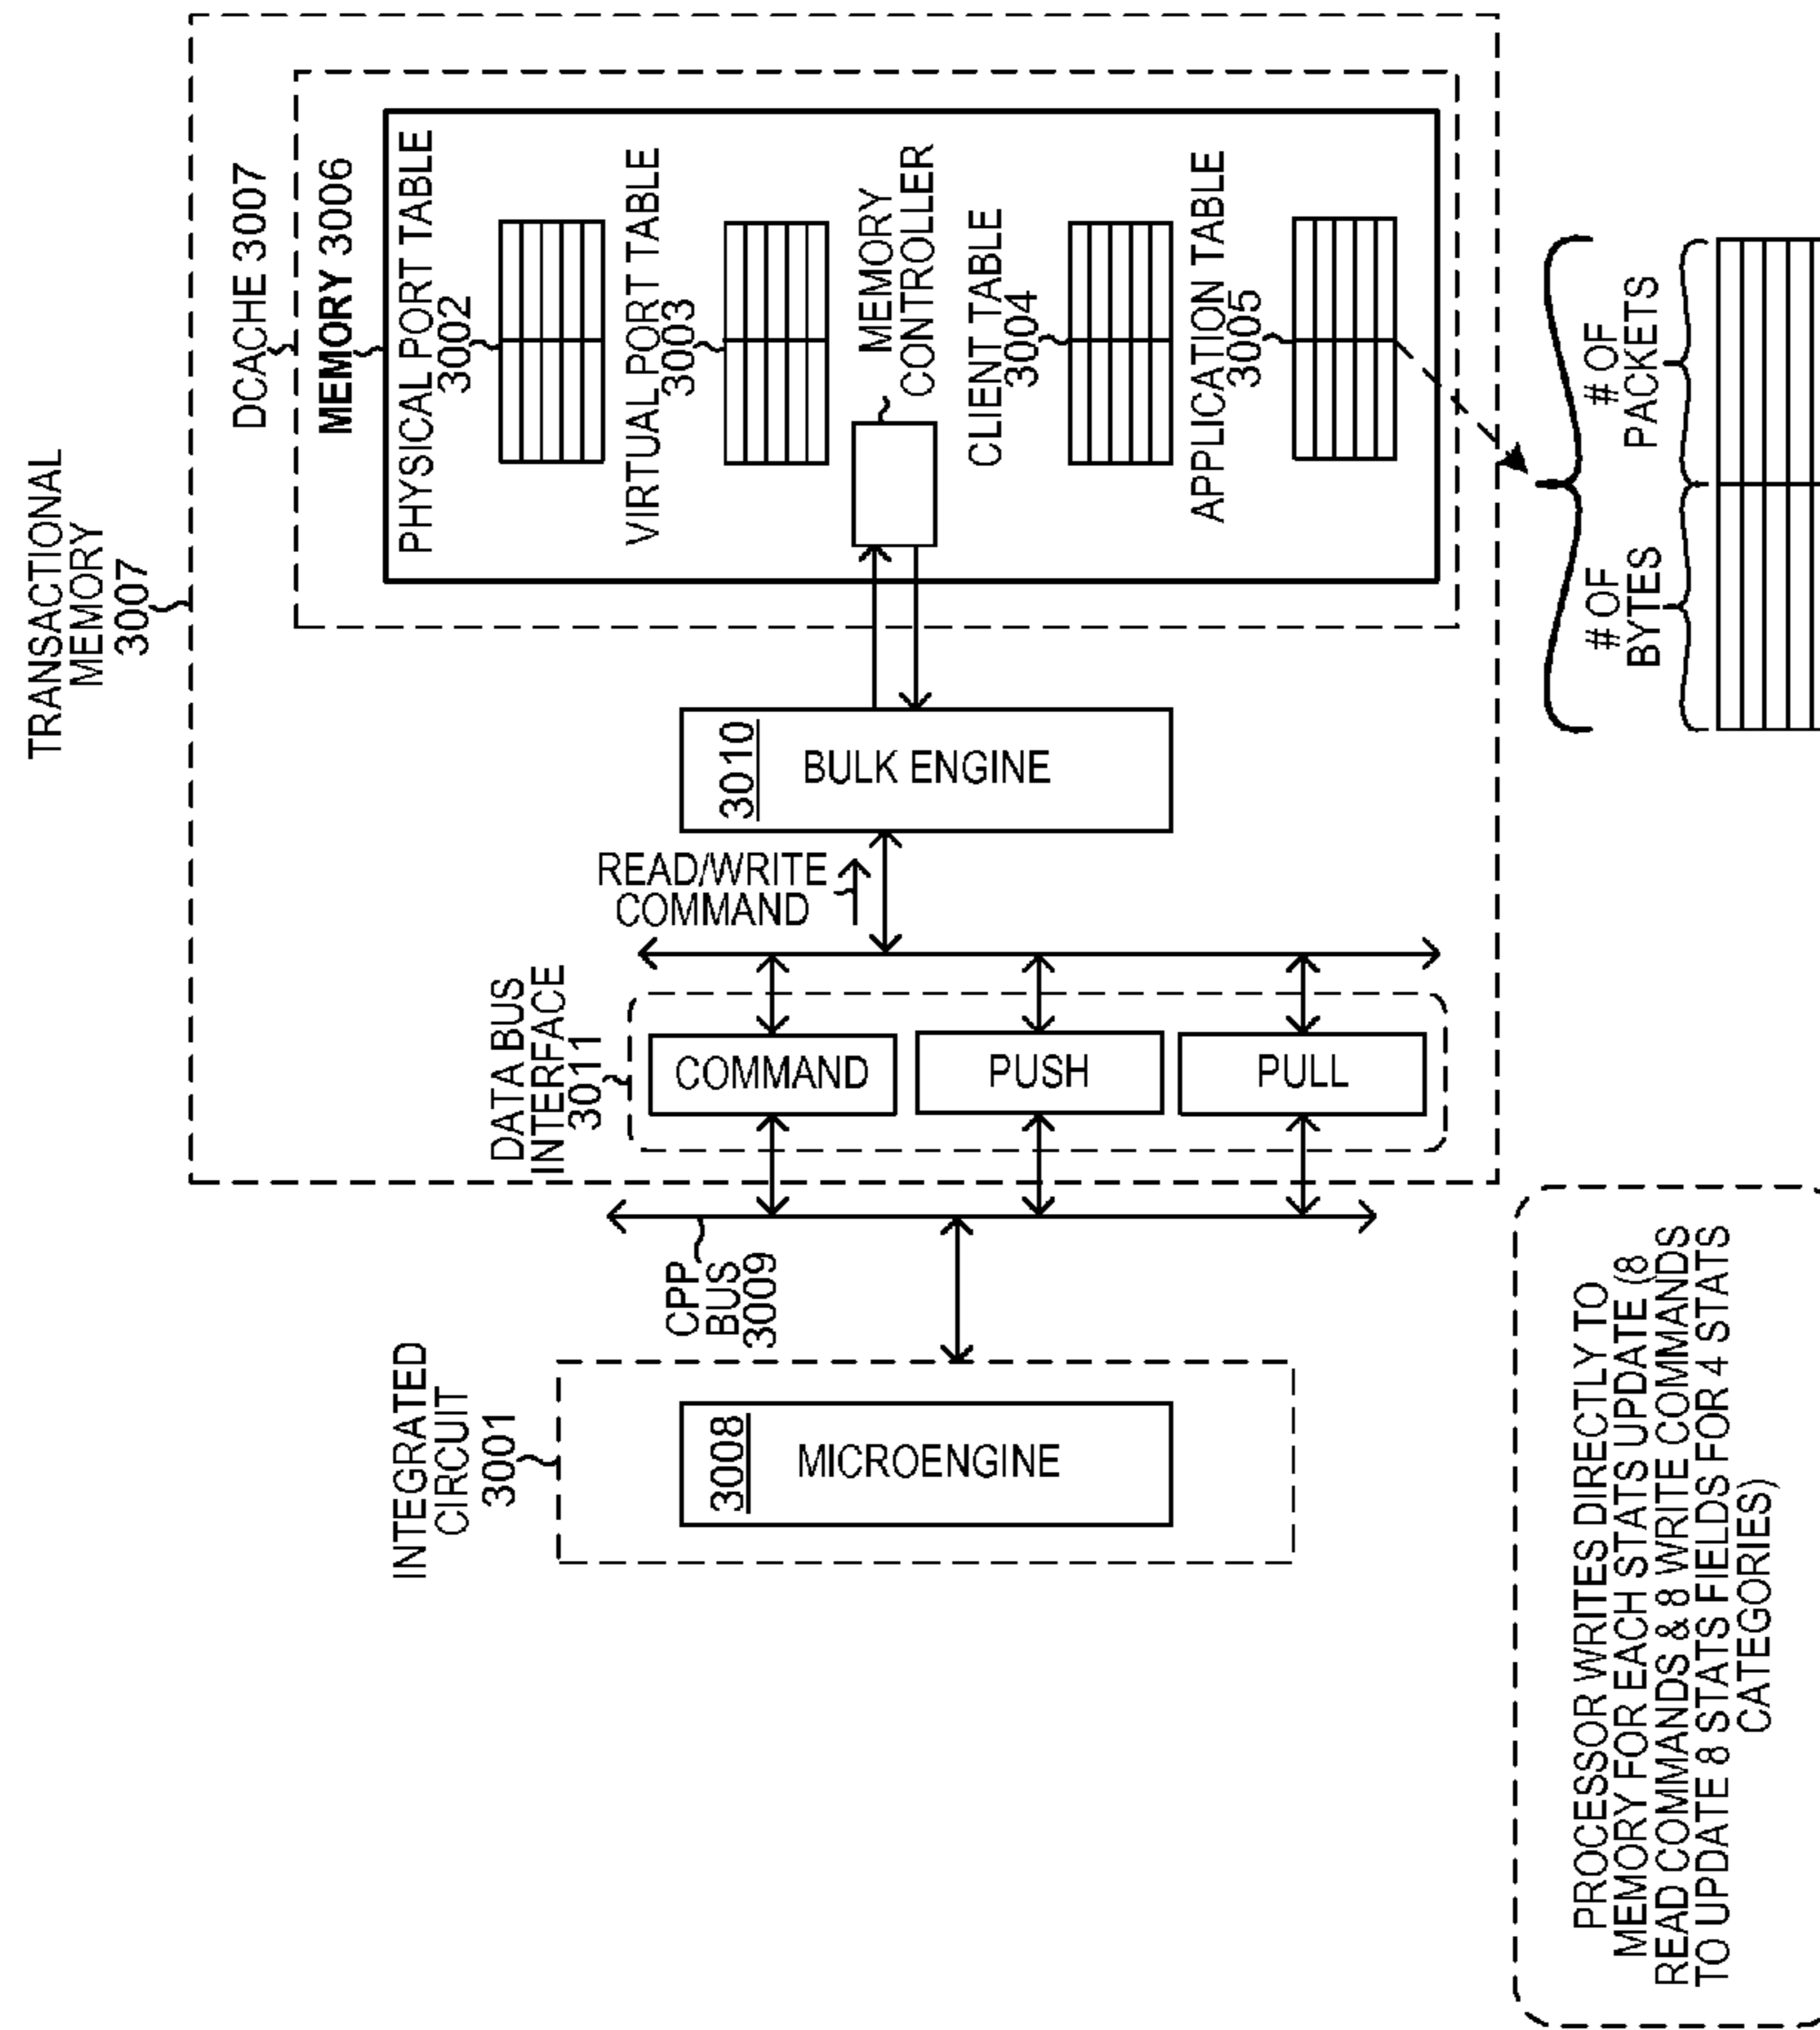 TRANSACTIONAL
MEMORY
3007
DCACHE 3007
MEMORY 3006
PHYSICAL PORT TABLE
3002
VIRTUAL PORT TABLE
3003
MEMORY
CONTROLLER
CLIENT TABLE
3004
APPLICATION TABLE
3005
# OF
BYTES
# OF
PACKETS
3010
BULK ENGINE
READ/WRITE
COMMAND
DATA BUS
INTERFACE
3011
COMMAND
PUSH
PULL
CPP
BUS
3009
INTEGRATED
CIRCUIT
3001
3008
MICROENGINE
PROCESSOR WRITES DIRECTLY TO
MEMORY FOR EACH STATS UPDATE (8
READ COMMANDS & 8 WRITE COMMANDS
TO UPDATE 8 STATS FIELDS FOR 4 STATS
CATEGORIES)